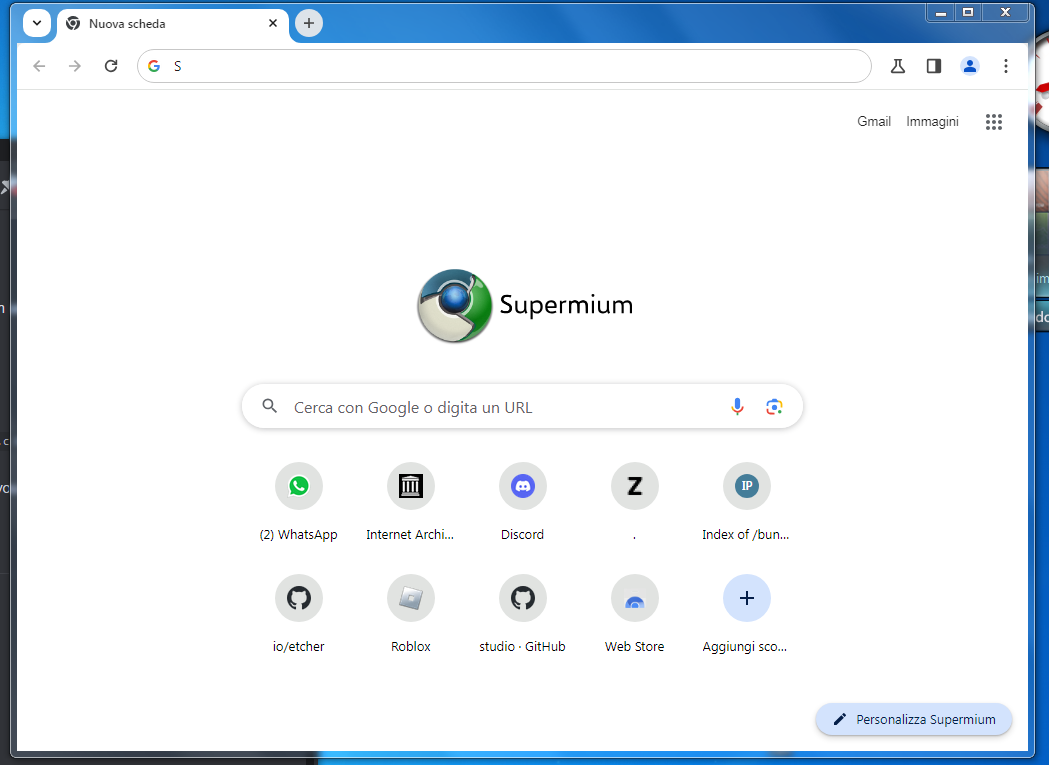 Nuova scheda
S
Gmail Immagini
Supermium
Cerca con Google o digita un URL
(2) WhatsApp Internet Archi... Discord . Index of /bun...
io/etcher Roblox studio · GitHub Web Store Aggiungi sco...
Personalizza Supermium